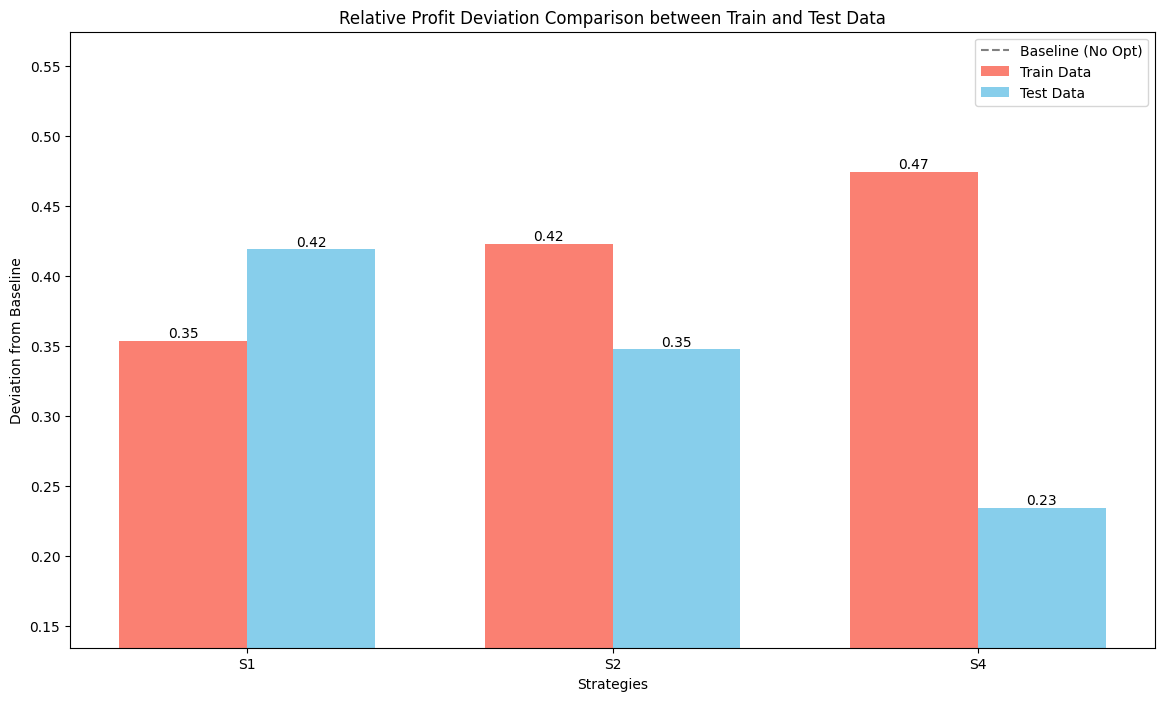 Relative Profit Deviation Comparison between Train and Test Data
Baseline (No Opt)
Train Data
Test Data
Deviation from Baseline
0.55
0.50
0.45
0.40
0.35
0.30
0.25
0.20
0.15
0.35
0.42
0.42
0.35
0.47
0.23
S1
S2
S4
Strategies